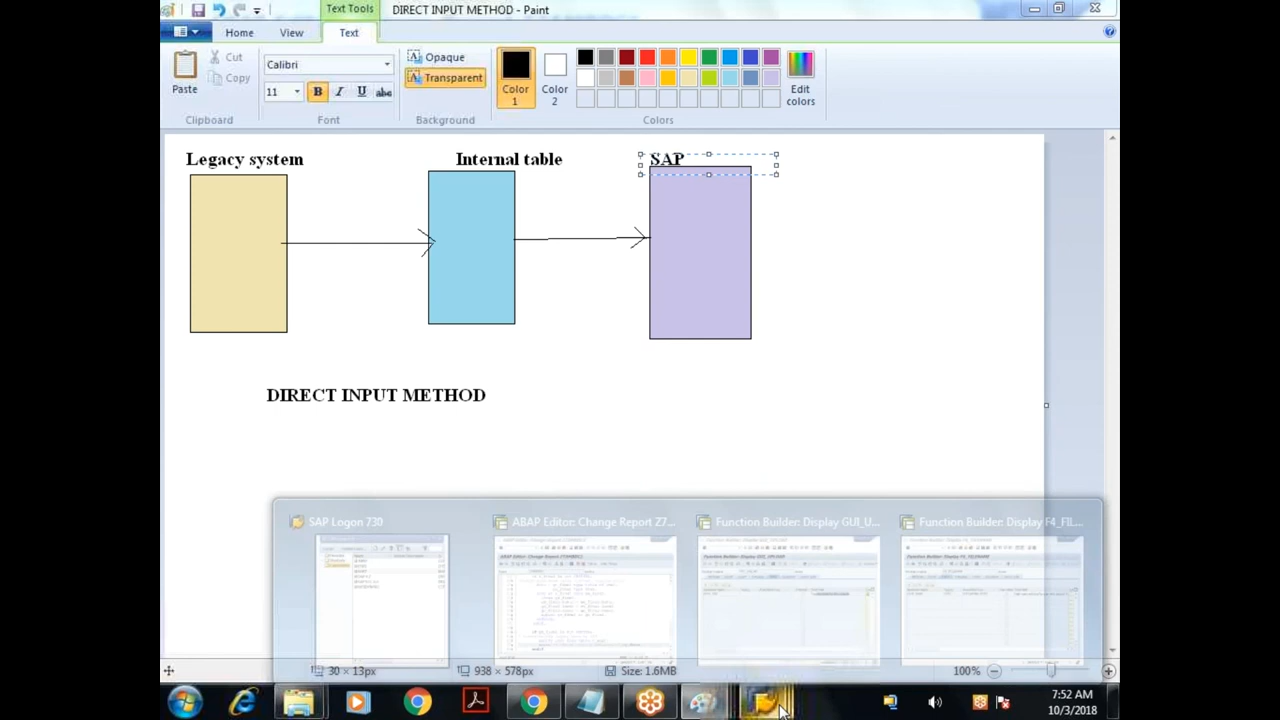 Text Tools
DIRECT INPUT METHOD - Paint
Home
View
Text
Paste
Cut
Copy
Clipboard
Calibri
11
B I U abc
Font
Opaque
Transparent
Background
Color 1
Color 2
Edit colors
Colors
Legacy system
Internal table
SAP
DIRECT INPUT METHOD
SAP Logon 730
ABAP Editor: Change Report Z7...
Function Builder: Display GUI_U...
Function Builder: Display F4_FIL...
30 × 13px
938 × 578px
Size: 1.6MB
100%
7:52 AM
10/3/2018